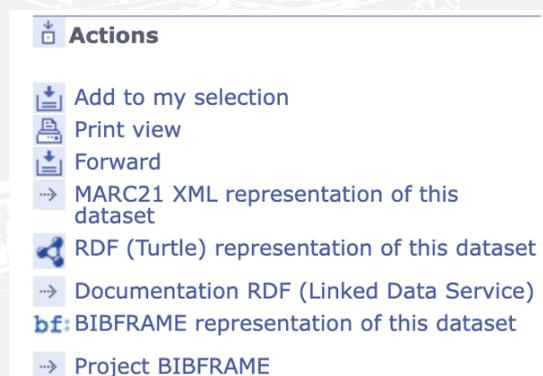 Actions
Add to my selection
Print view
Forward
MARC21 XML representation of this
dataset
RDF (Turtle) representation of this dataset
Documentation RDF (Linked Data Service)
bf: BIBFRAME representation of this dataset
Project BIBFRAME